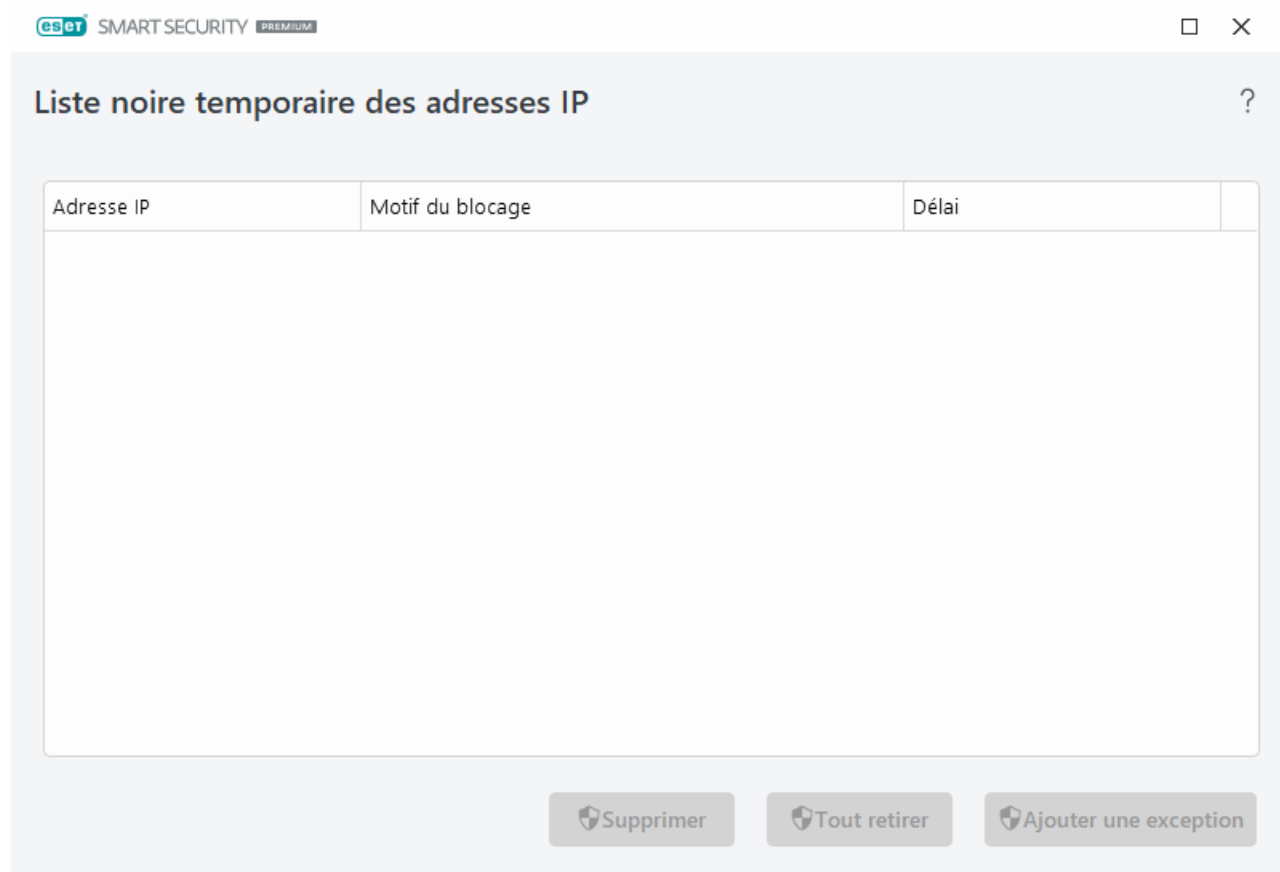 eset SMART SECURITY PREMIUM
Liste noire temporaire des adresses IP ?
Adresse IP Motif du blocage Délai
Supprimer Tout retirer Ajouter une exception